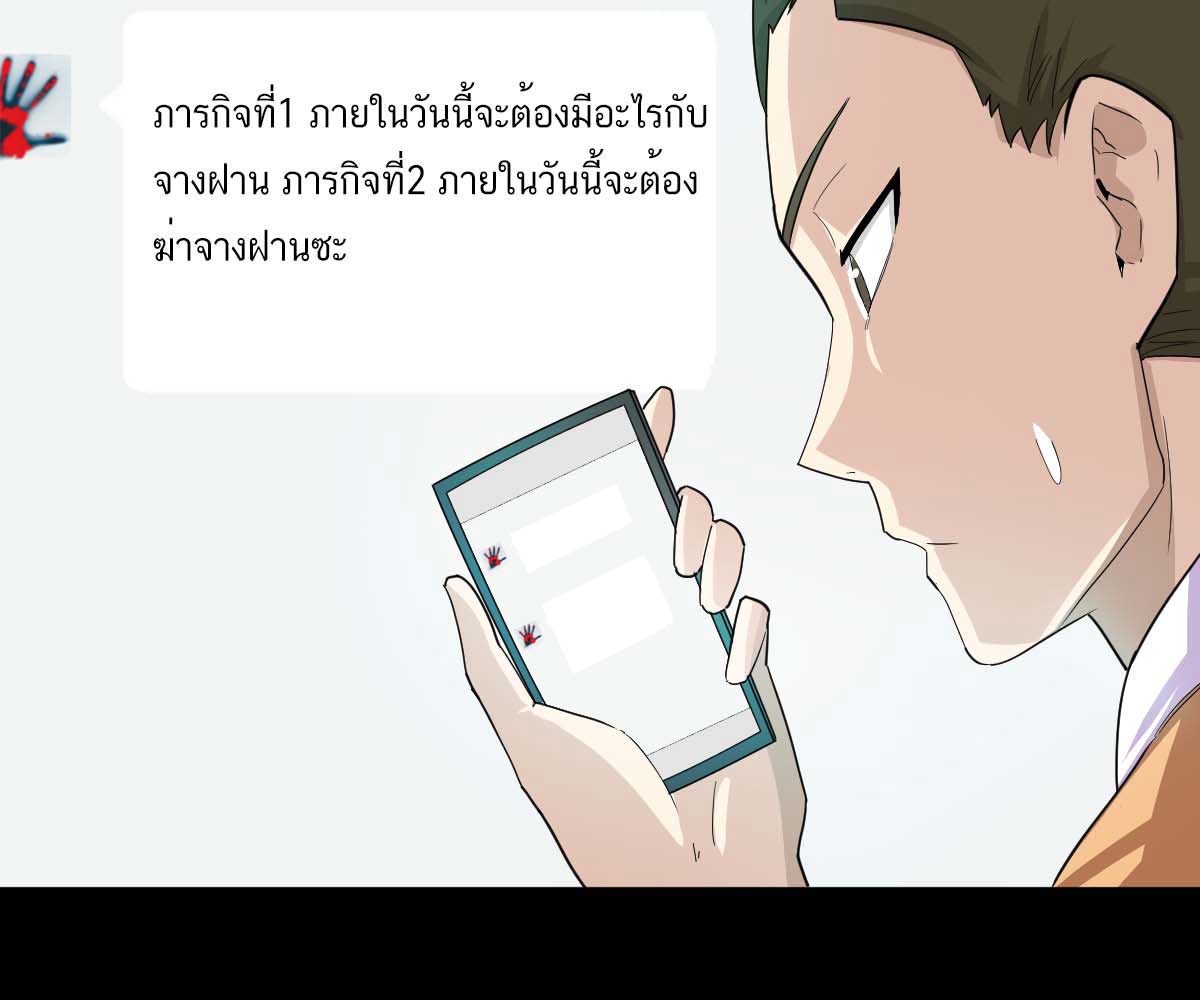 ภารกิจที่1 ภายในวันนี้จะต้องมีอะไรกับ
จางฝาน ภารกิจที่2 ภายในวันนี้จะต้อง
ฆ่าจางฝานซะ